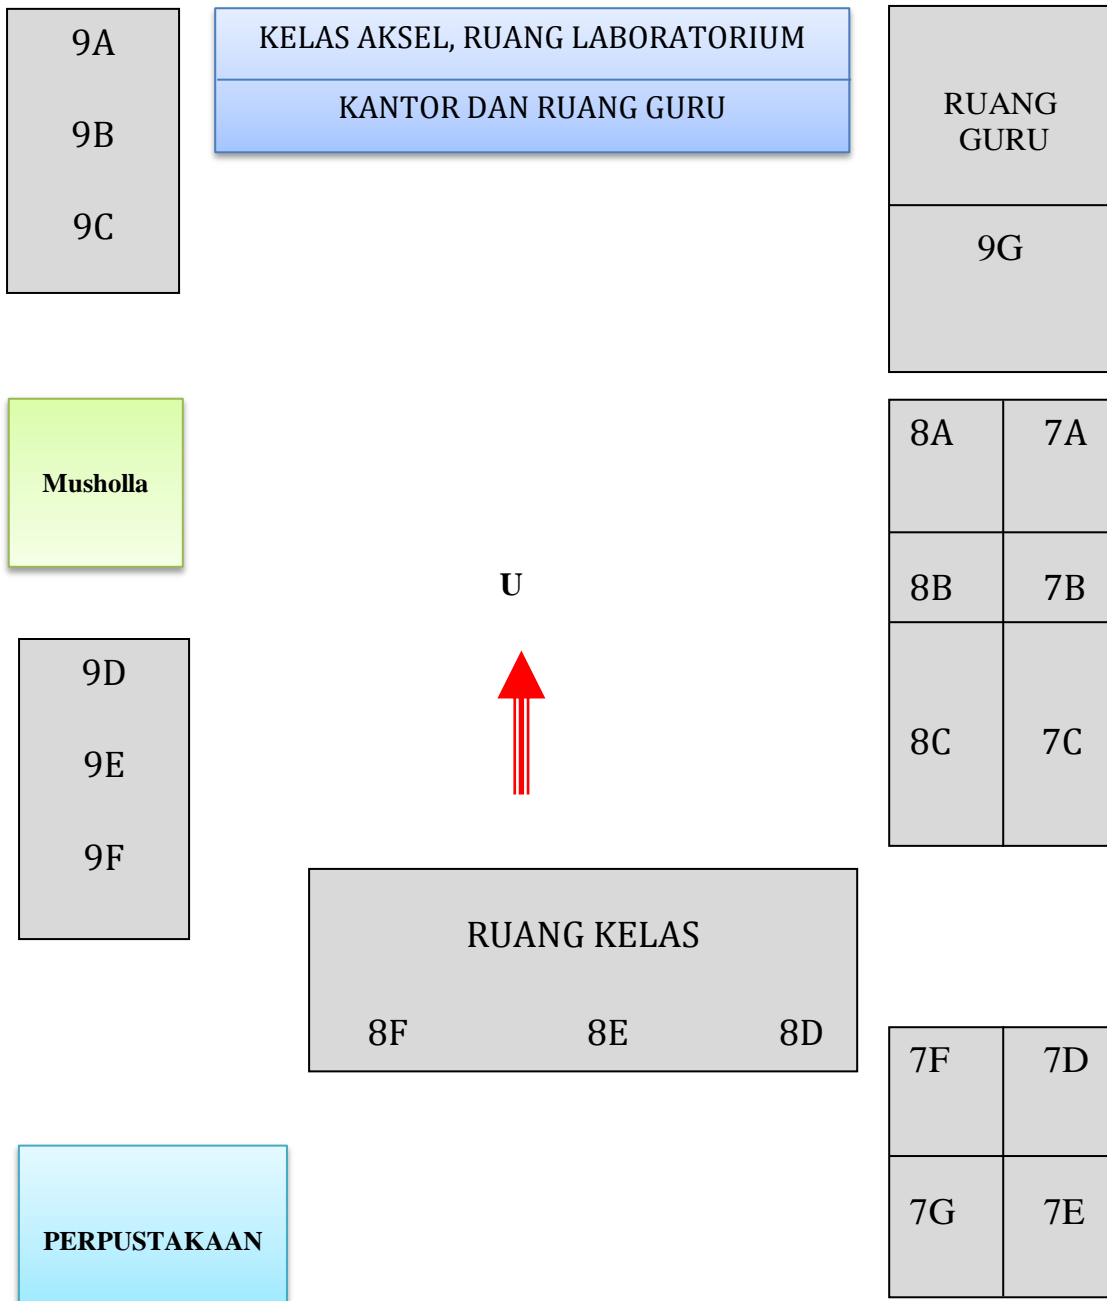 9A
9B
9C
KELAS AKSEL, RUANG LABORATORIUM
KANTOR DAN RUANG GURU
RUANG
GURU
9G
Musholla
8A 7A
8B 7B
8C 7C
U
9D
9E
9F
RUANG KELAS
8F 8E 8D
7F 7D
7G 7E
PERPUSTAKAAN